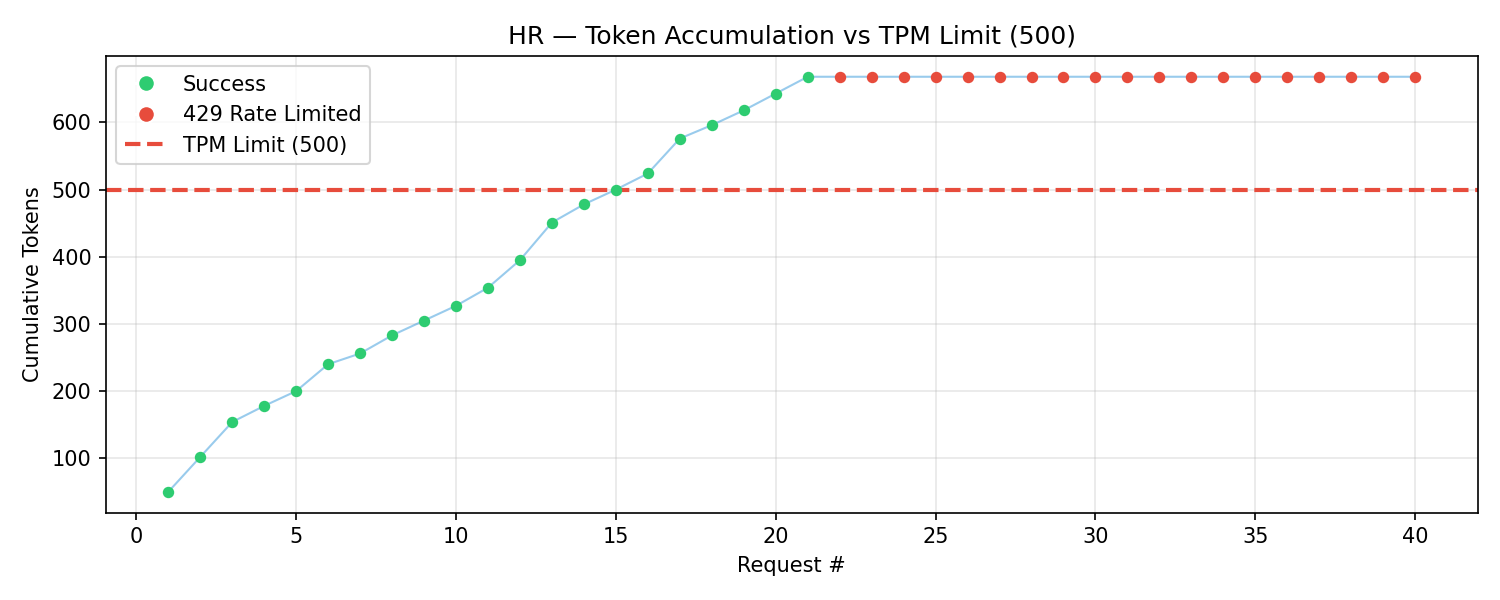 HR — Token Accumulation vs TPM Limit (500)
Success
429 Rate Limited
TPM Limit (500)
Cumulative Tokens
600
500
400
300
200
100
0 5 10 15 20 25 30 35 40
Request #